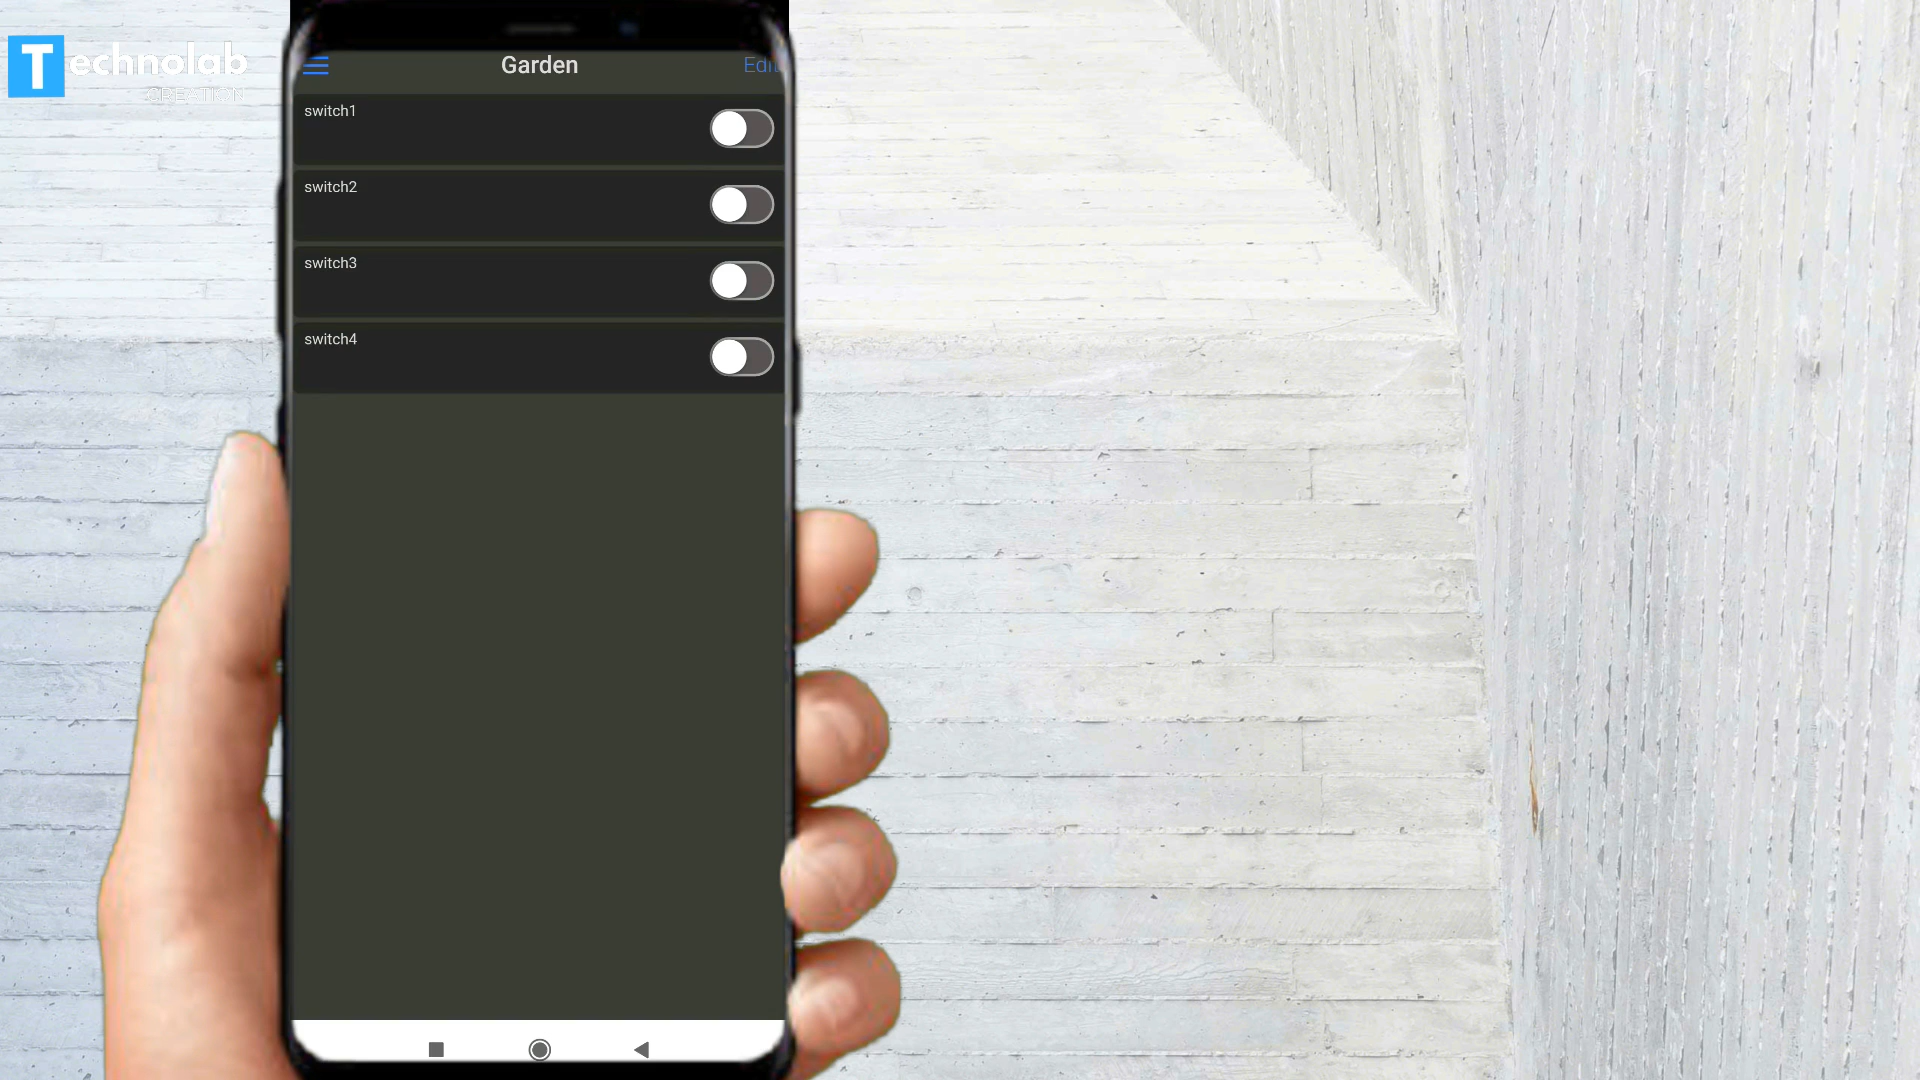 Technolab
CREATION
Garden
Edit
switch1
switch2
switch3
switch4